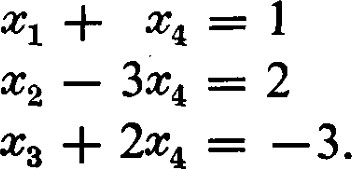 x₁ + x₄ = 1
x₂ − 3x₄ = 2
x₃ + 2x₄ = −3.